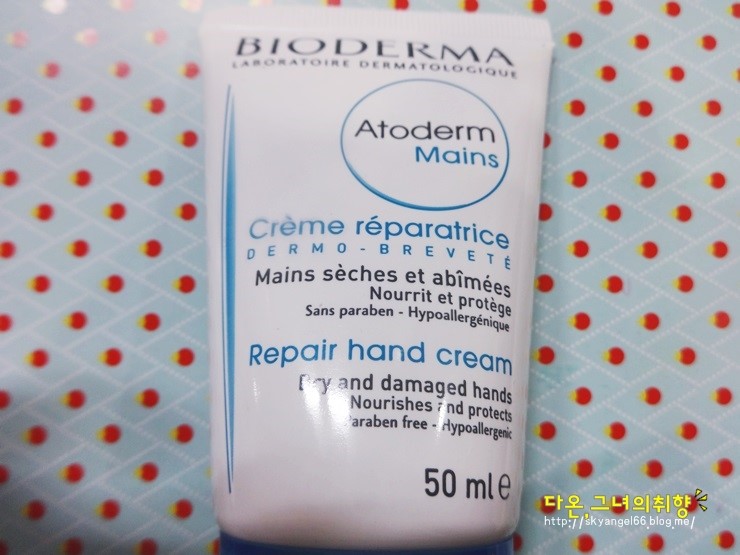 BIODERMA
LABORATOIRE DERMATOLOGIQUE
Atoderm
Mains
Crème réparatrice
DERMO-BREVETÉ
Mains sèches et abîmées
Nourrit et protège
Sans paraben - Hypoallergénique
Repair hand cream
Dry and damaged hands
Nourishes and protects
Paraben free - Hypoallergenic
50 ml e
다온,그녀의취향
http://skyangel66.blog.me/